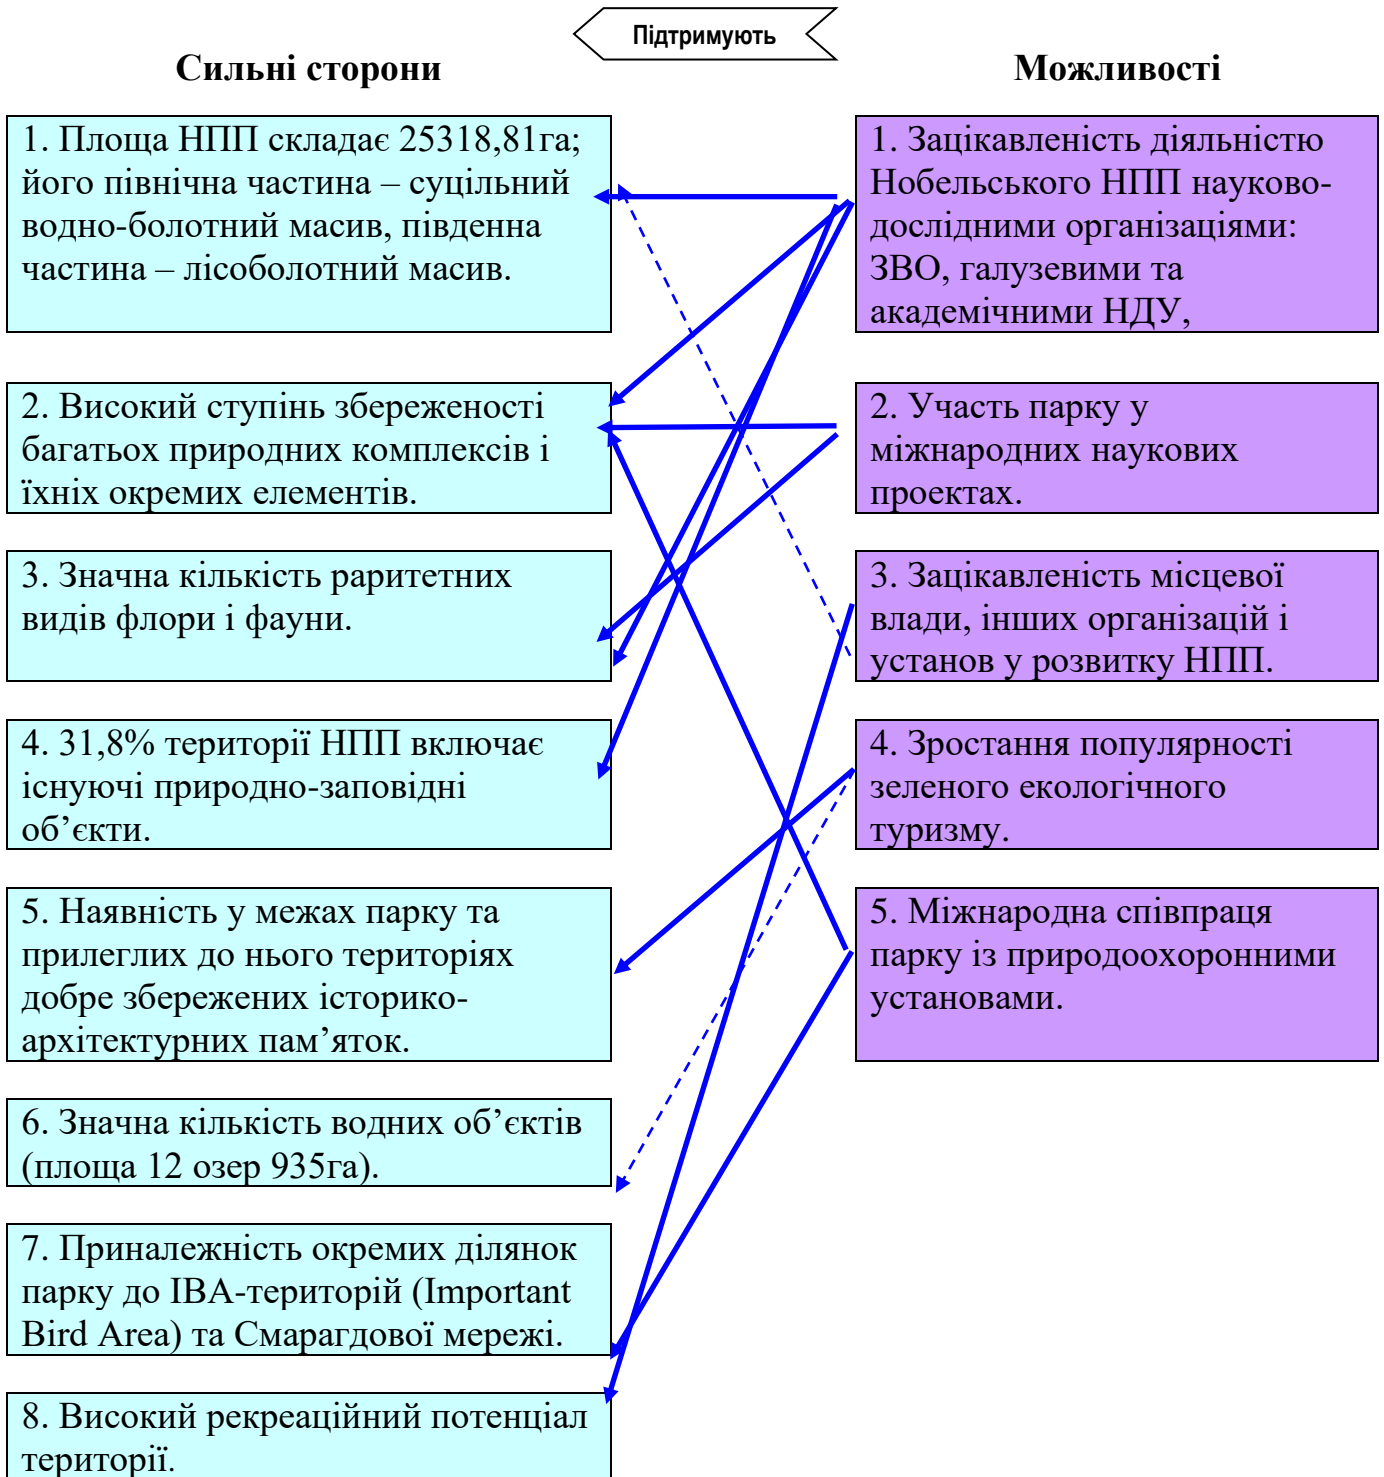 Підтримують
Сильні сторони
Можливості
1. Площа НПП складає 25318,81га;
його північна частина – суцільний
водно-болотний масив, південна
частина – лісоболотний масив.
2. Високий ступінь збереженості
багатьох природних комплексів і
їхніх окремих елементів.
3. Значна кількість раритетних
видів флори і фауни.
4. 31,8% території НПП включає
існуючі природно-заповідні
об’єкти.
5. Наявність у межах парку та
прилеглих до нього територіях
добре збережених історико-
архітектурних пам’яток.
6. Значна кількість водних об’єктів
(площа 12 озер 935га).
7. Приналежність окремих ділянок
парку до ІВА-територій (Important
Bird Area) та Смарагдової мережі.
8. Високий рекреаційний потенціал
території.
1. Зацікавленість діяльністю
Нобельського НПП науково-
дослідними організаціями:
ЗВО, галузевими та
академічними НДУ,
2. Участь парку у
міжнародних наукових
проектах.
3. Зацікавленість місцевої
влади, інших організацій і
установ у розвитку НПП.
4. Зростання популярності
зеленого екологічного
туризму.
5. Міжнародна співпраця
парку із природоохоронними
установами.